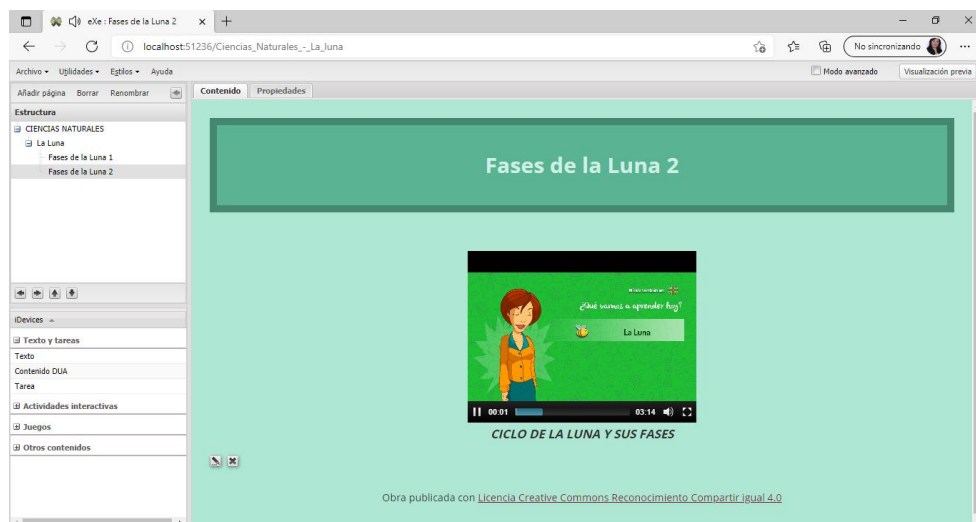 eXe : Fases de la Luna 2
localhost:51236/Ciencias_Naturales_-_La_luna
No sincronizando
Archivo Utilidades Estilos Ayuda
Modo avanzado
Visualización previa
Añadir página Borrar Renombrar
Contenido Propiedades
Estructura
CIENCIAS NATURALES
La Luna
Fases de la Luna 1
Fases de la Luna 2
iDevices
Texto y tareas
Texto
Contenido DUA
Tarea
Actividades interactivas
Juegos
Otros contenidos
Fases de la Luna 2
¿Qué vamos a aprender hoy?
La Luna
00:01 03:14
CICLO DE LA LUNA Y SUS FASES
Obra publicada con Licencia Creative Commons Reconocimiento Compartir igual 4.0